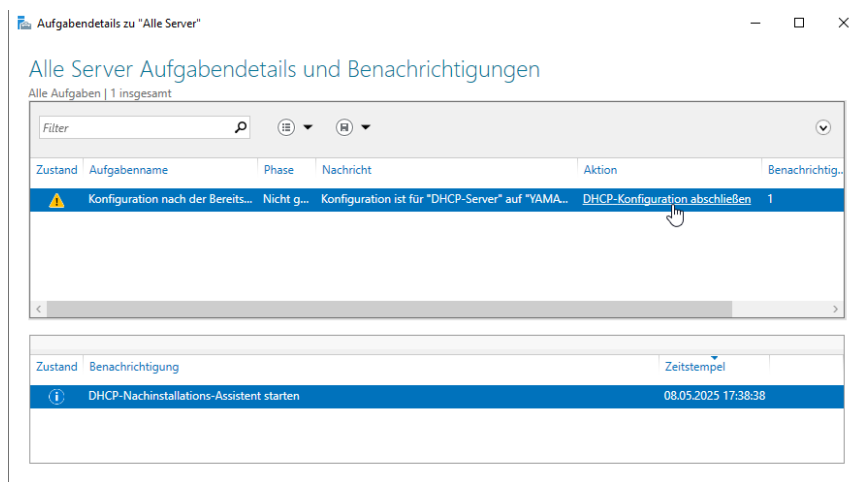 Aufgabendetails zu "Alle Server"
Alle Server Aufgabendetails und Benachrichtigungen
Alle Aufgaben | 1 insgesamt
Filter
Zustand Aufgabenname Phase Nachricht Aktion Benachrichtig..
Konfiguration nach der Bereits... Nicht g... Konfiguration ist für "DHCP-Server" auf "YAMA... DHCP-Konfiguration abschließen 1
Zustand Benachrichtigung Zeitstempel
DHCP-Nachinstallations-Assistent starten 08.05.2025 17:38:38